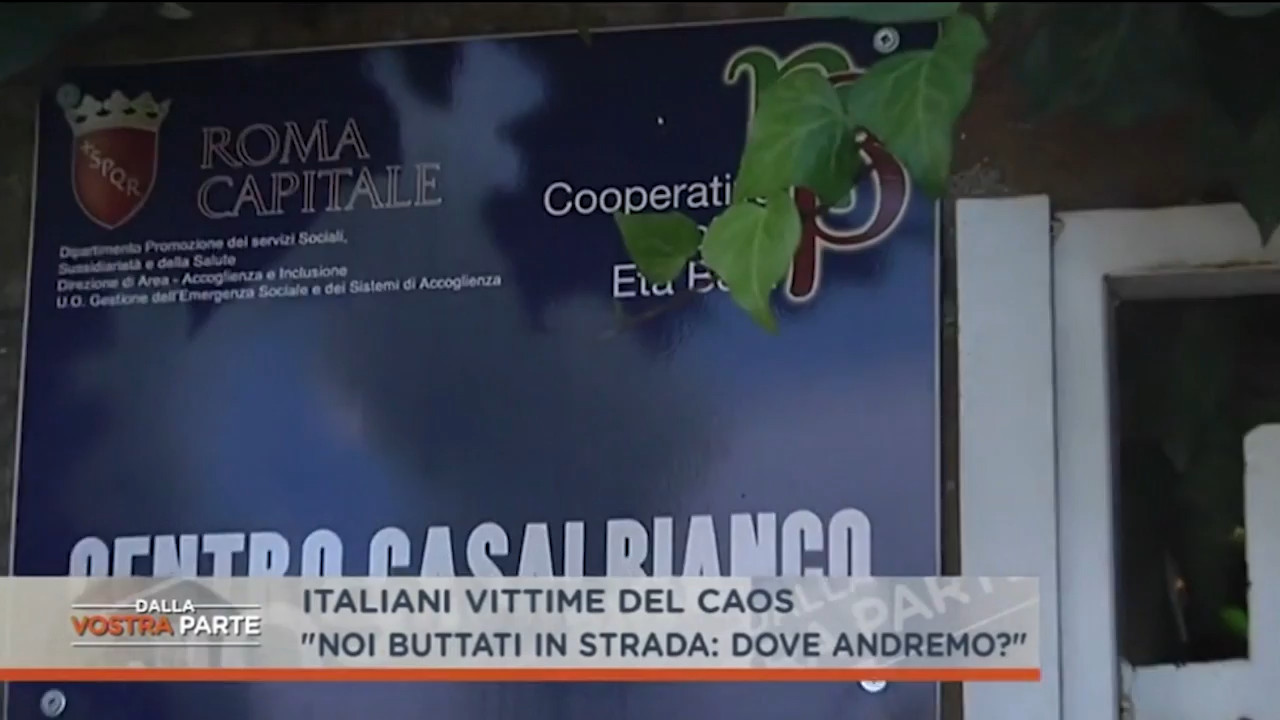 SPQR
ROMA
CAPITALE
Dipartimento Promozione dei servizi Sociali,
Sussidiarietà e della Salute
Direzione di Area - Accoglienza e Inclusione
U.O. Gestione dell'Emergenza Sociale e dei Sistemi di Accoglienza
Eta
CENTRO CASALBIANCO
DALLA
VOSTRA PARTE
ITALIANI VITTIME DEL CAOS
"NOI BUTTATI IN STRADA: DOVE ANDREMO?"